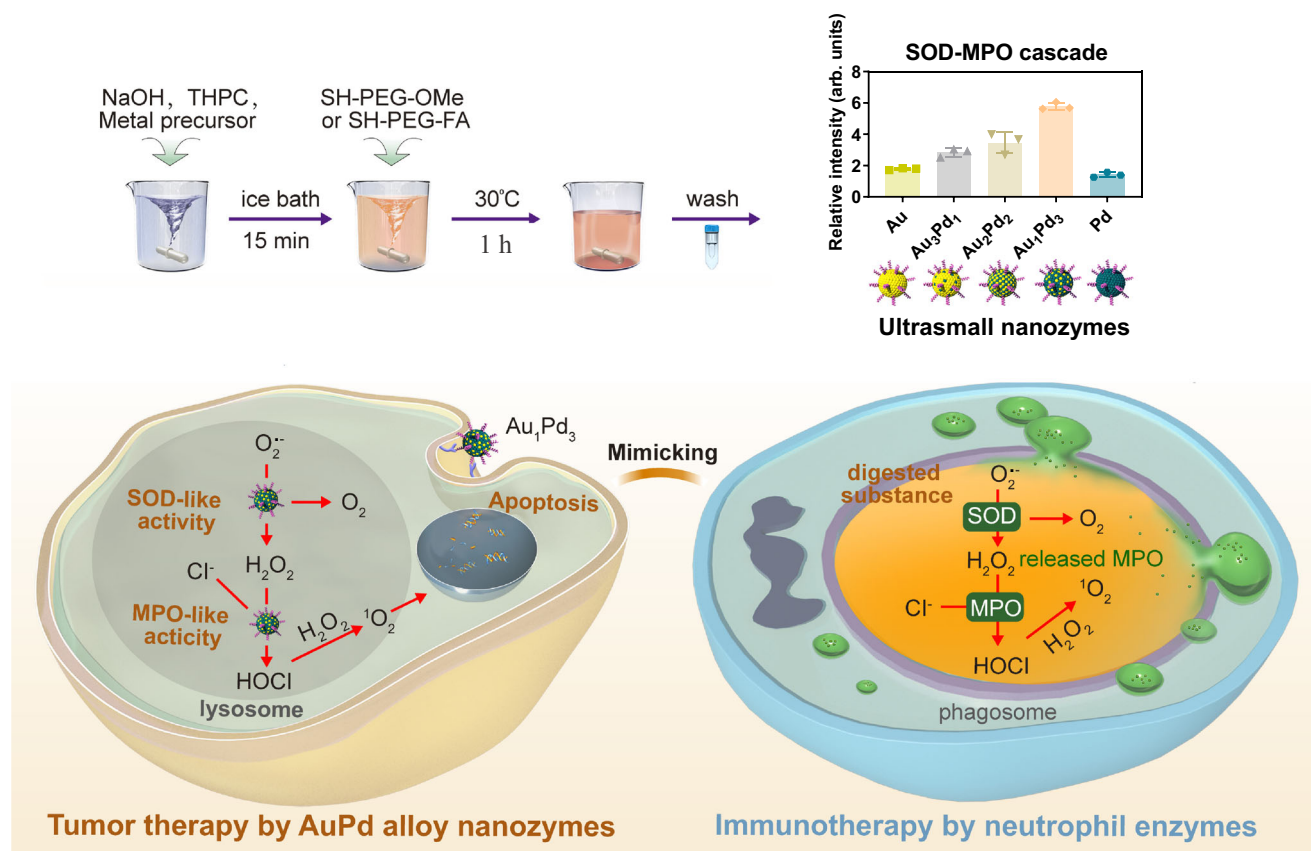 NaOH, THPC,
Metal precursor
SH-PEG-OMe
or SH-PEG-FA
ice bath
15 min
30℃
1 h
wash
SOD-MPO cascade
Relative intensity (arb. units)
8
6
4
2
0
Au
Au₃Pd₁
Au₂Pd₂
Au₁Pd₃
Pd
Ultrasmall nanozymes
O₂•⁻
SOD-like
activity
O₂
H₂O₂
Cl⁻
MPO-like
acticity
H₂O₂
¹O₂
HOCl
lysosome
Apoptosis
Au₁Pd₃
Mimicking
digested
substance
O₂•⁻
SOD
O₂
H₂O₂
released MPO
Cl⁻
MPO
¹O₂
H₂O₂
HOCl
phagosome
Tumor therapy by AuPd alloy nanozymes
Immunotherapy by neutrophil enzymes